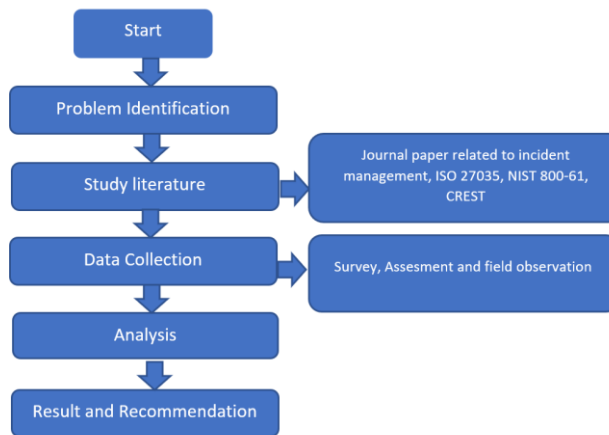 Start
Problem Identification
Study literature
Journal paper related to incident
management, ISO 27035, NIST 800-61,
CREST
Data Collection
Survey, Assesment and field observation
Analysis
Result and Recommendation